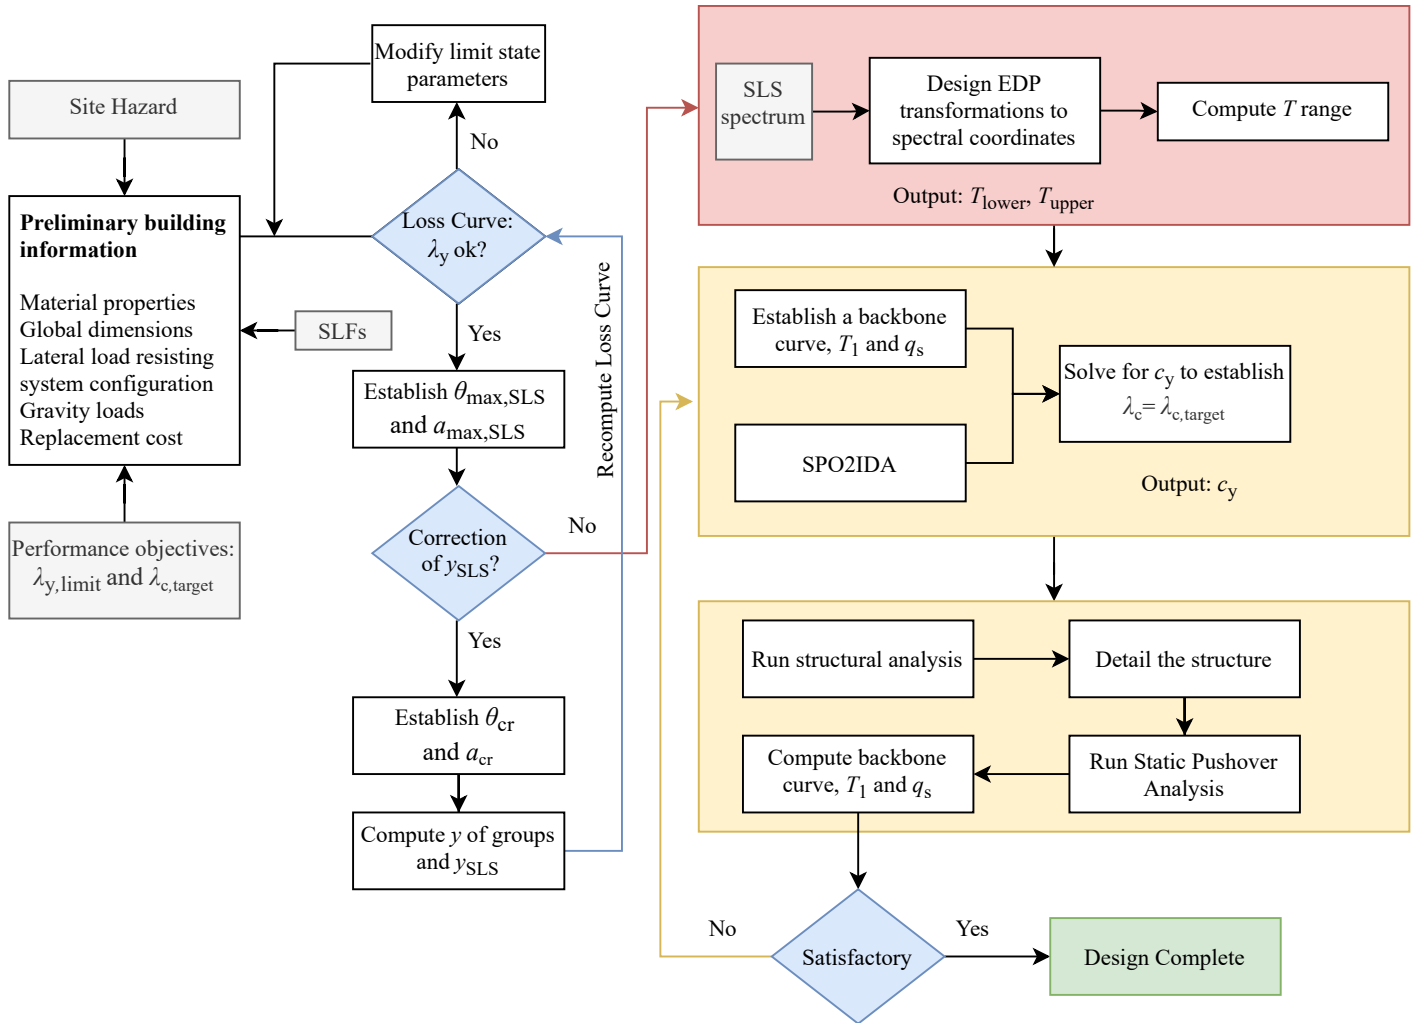 Site Hazard
Preliminary building
information
Material properties
Global dimensions
Lateral load resisting
system configuration
Gravity loads
Replacement cost
SLFs
Performance objectives:
λy,limit and λc,target
Modify limit state
parameters
No
Loss Curve:
λy ok?
Yes
Establish θmax,SLS
and amax,SLS
Correction
of ySLS?
No
Yes
Establish θcr
and acr
Compute y of groups
and ySLS
Recompute Loss Curve
SLS
spectrum
Design EDP
transformations to
spectral coordinates
Compute T range
Output: Tlower, Tupper
Establish a backbone
curve, T1 and qs
SPO2IDA
Solve for cy to establish
λc= λc,target
Output: cy
Run structural analysis
Detail the structure
Compute backbone
curve, T1 and qs
Run Static Pushover
Analysis
Satisfactory
No
Yes
Design Complete